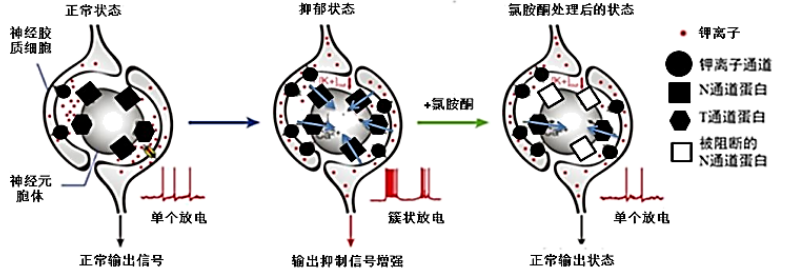 正常状态
抑郁状态
氯胺酮处理后的状态
神经胶
质细胞
神经元
胞体
单个放电
正常输出信号
+氯胺酮
簇状放电
输出抑制信号增强
单个放电
正常输出状态
钾离子
钾离子通道
N通道蛋白
T通道蛋白
被阻断的
N通道蛋白